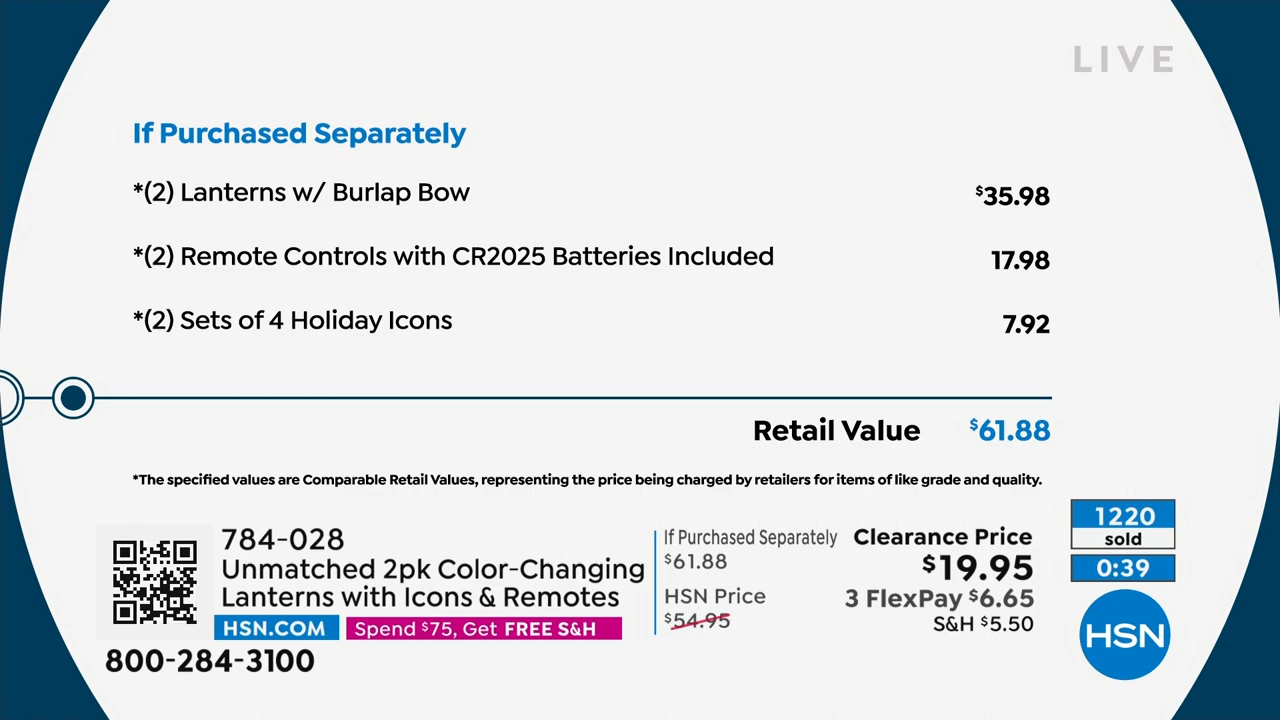 LIVE
If Purchased Separately
*(2) Lanterns w/ Burlap Bow $35.98
*(2) Remote Controls with CR2025 Batteries Included 17.98
*(2) Sets of 4 Holiday Icons 7.92
Retail Value $61.88
*The specified values are Comparable Retail Values, representing the price being charged by retailers for items of like grade and quality.
784-028
Unmatched 2pk Color-Changing
Lanterns with Icons & Remotes
HSN.COM Spend $75, Get FREE S&H
800-284-3100
If Purchased Separately
$61.88
HSN Price
$54.95
Clearance Price
$19.95
3 FlexPay $6.65
S&H $5.50
1220
sold
0:39
HSN